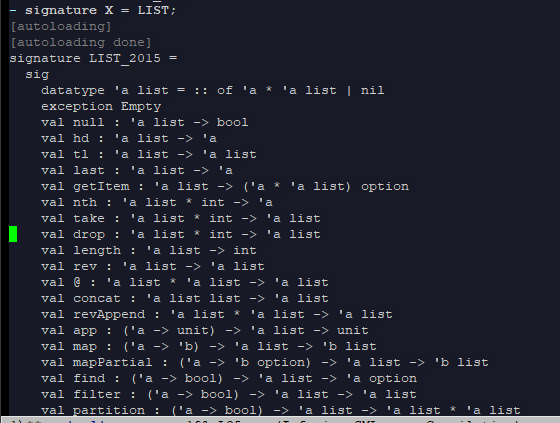 - signature X = LIST;
[autoloading]
[autoloading done]
signature LIST_2015 =
  sig
    datatype 'a list = :: of 'a * 'a list | nil
    exception Empty
    val null : 'a list -> bool
    val hd : 'a list -> 'a
    val tl : 'a list -> 'a list
    val last : 'a list -> 'a
    val getItem : 'a list -> ('a * 'a list) option
    val nth : 'a list * int -> 'a
    val take : 'a list * int -> 'a list
    val drop : 'a list * int -> 'a list
    val length : 'a list -> int
    val rev : 'a list -> 'a list
    val @ : 'a list * 'a list -> 'a list
    val concat : 'a list list -> 'a list
    val revAppend : 'a list * 'a list -> 'a list
    val app : ('a -> unit) -> 'a list -> unit
    val map : ('a -> 'b) -> 'a list -> 'b list
    val mapPartial : ('a -> 'b option) -> 'a list -> 'b list
    val find : ('a -> bool) -> 'a list -> 'a option
    val filter : ('a -> bool) -> 'a list -> 'a list
    val partition : ('a -> bool) -> 'a list -> 'a list * 'a list